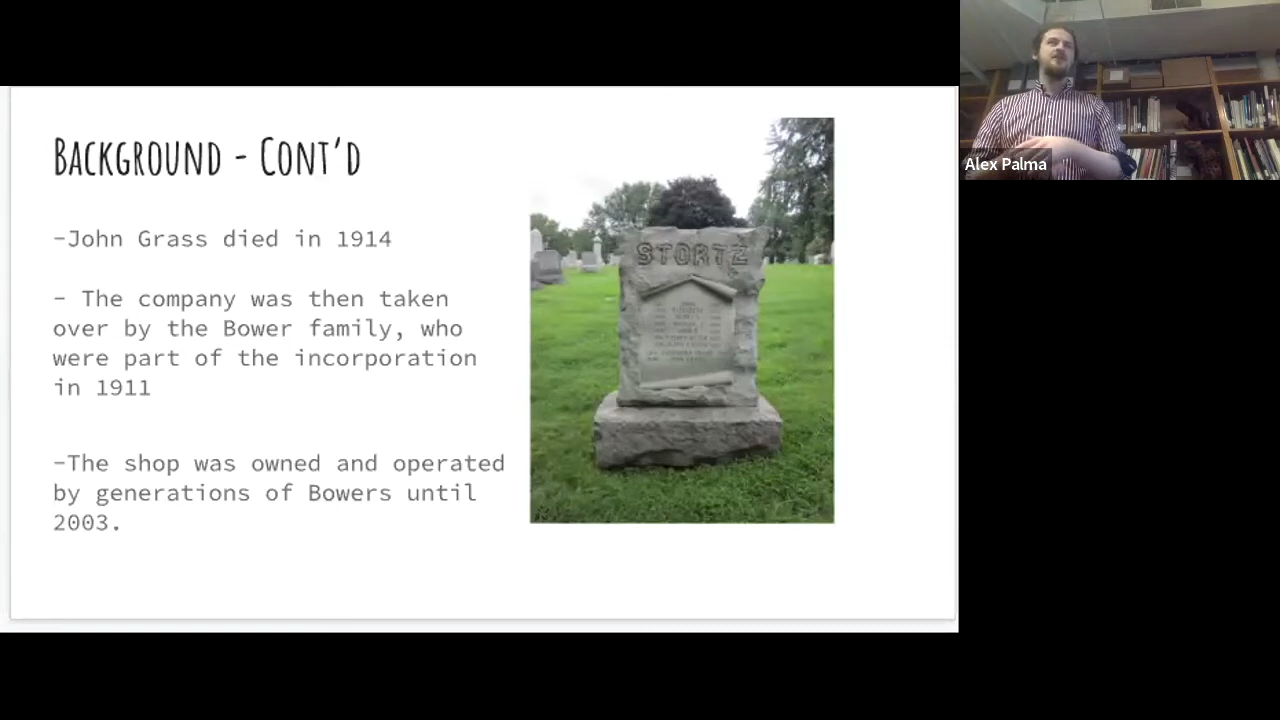 BACKGROUND - CONT'D
-John Grass died in 1914
- The company was then taken
over by the Bower family, who
were part of the incorporation
in 1911
-The shop was owned and operated
by generations of Bowers until
2003.
STORTZ
Alex Palma